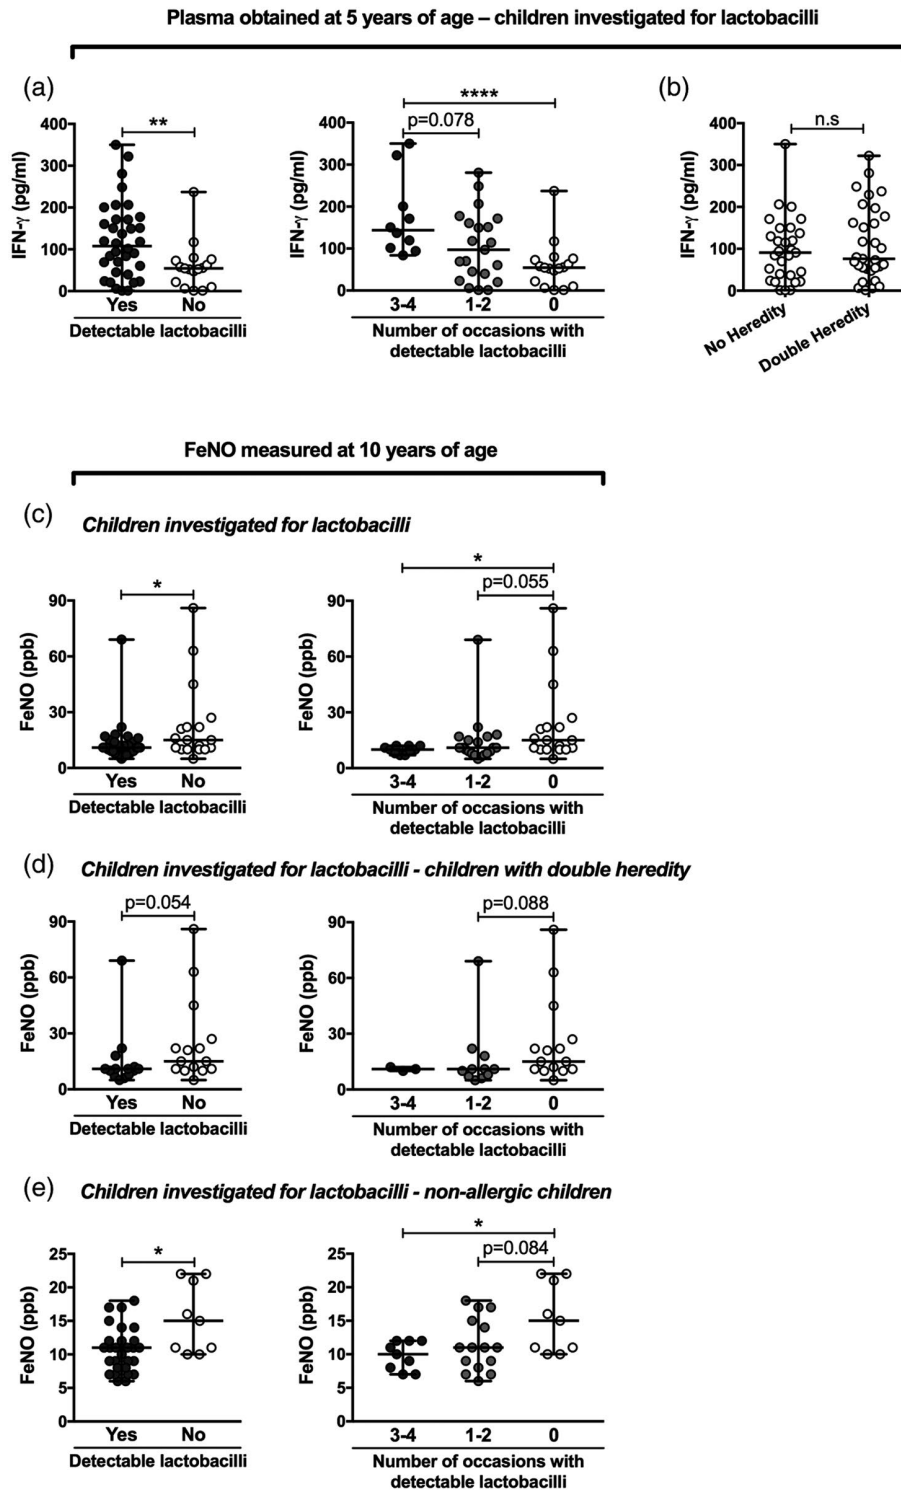 Plasma obtained at 5 years of age – children investigated for lactobacilli
(a)
**
400
300
200
100
0
IFN-γ (pg/ml)
Yes
No
Detectable lactobacilli
****
p=0.078
400
300
200
100
0
IFN-γ (pg/ml)
3-4
1-2
0
Number of occasions with
detectable lactobacilli
(b)
n.s
400
300
200
100
0
IFN-γ (pg/ml)
No Heredity
Double Heredity
FeNO measured at 10 years of age
(c)
Children investigated for lactobacilli
*
90
60
30
0
FeNO (ppb)
Yes
No
Detectable lactobacilli
*
p=0.055
90
60
30
0
FeNO (ppb)
3-4
1-2
0
Number of occasions with
detectable lactobacilli
(d)
Children investigated for lactobacilli - children with double heredity
p=0.054
90
60
30
0
FeNO (ppb)
Yes
No
Detectable lactobacilli
p=0.088
90
60
30
0
FeNO (ppb)
3-4
1-2
0
Number of occasions with
detectable lactobacilli
(e)
Children investigated for lactobacilli - non-allergic children
*
25
20
15
10
5
0
FeNO (ppb)
Yes
No
Detectable lactobacilli
*
p=0.084
25
20
15
10
5
0
FeNO (ppb)
3-4
1-2
0
Number of occasions with
detectable lactobacilli